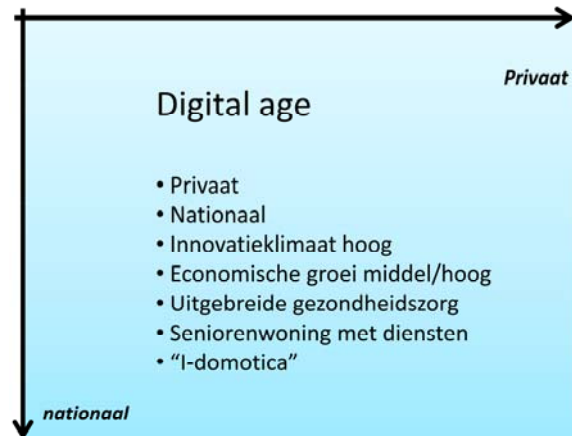 Privaat
Digital age
• Privaat
• Nationaal
• Innovatieklimaat hoog
• Economische groei middel/hoog
• Uitgebreide gezondheidszorg
• Seniorenwoning met diensten
• “I-domotica”
nationaal